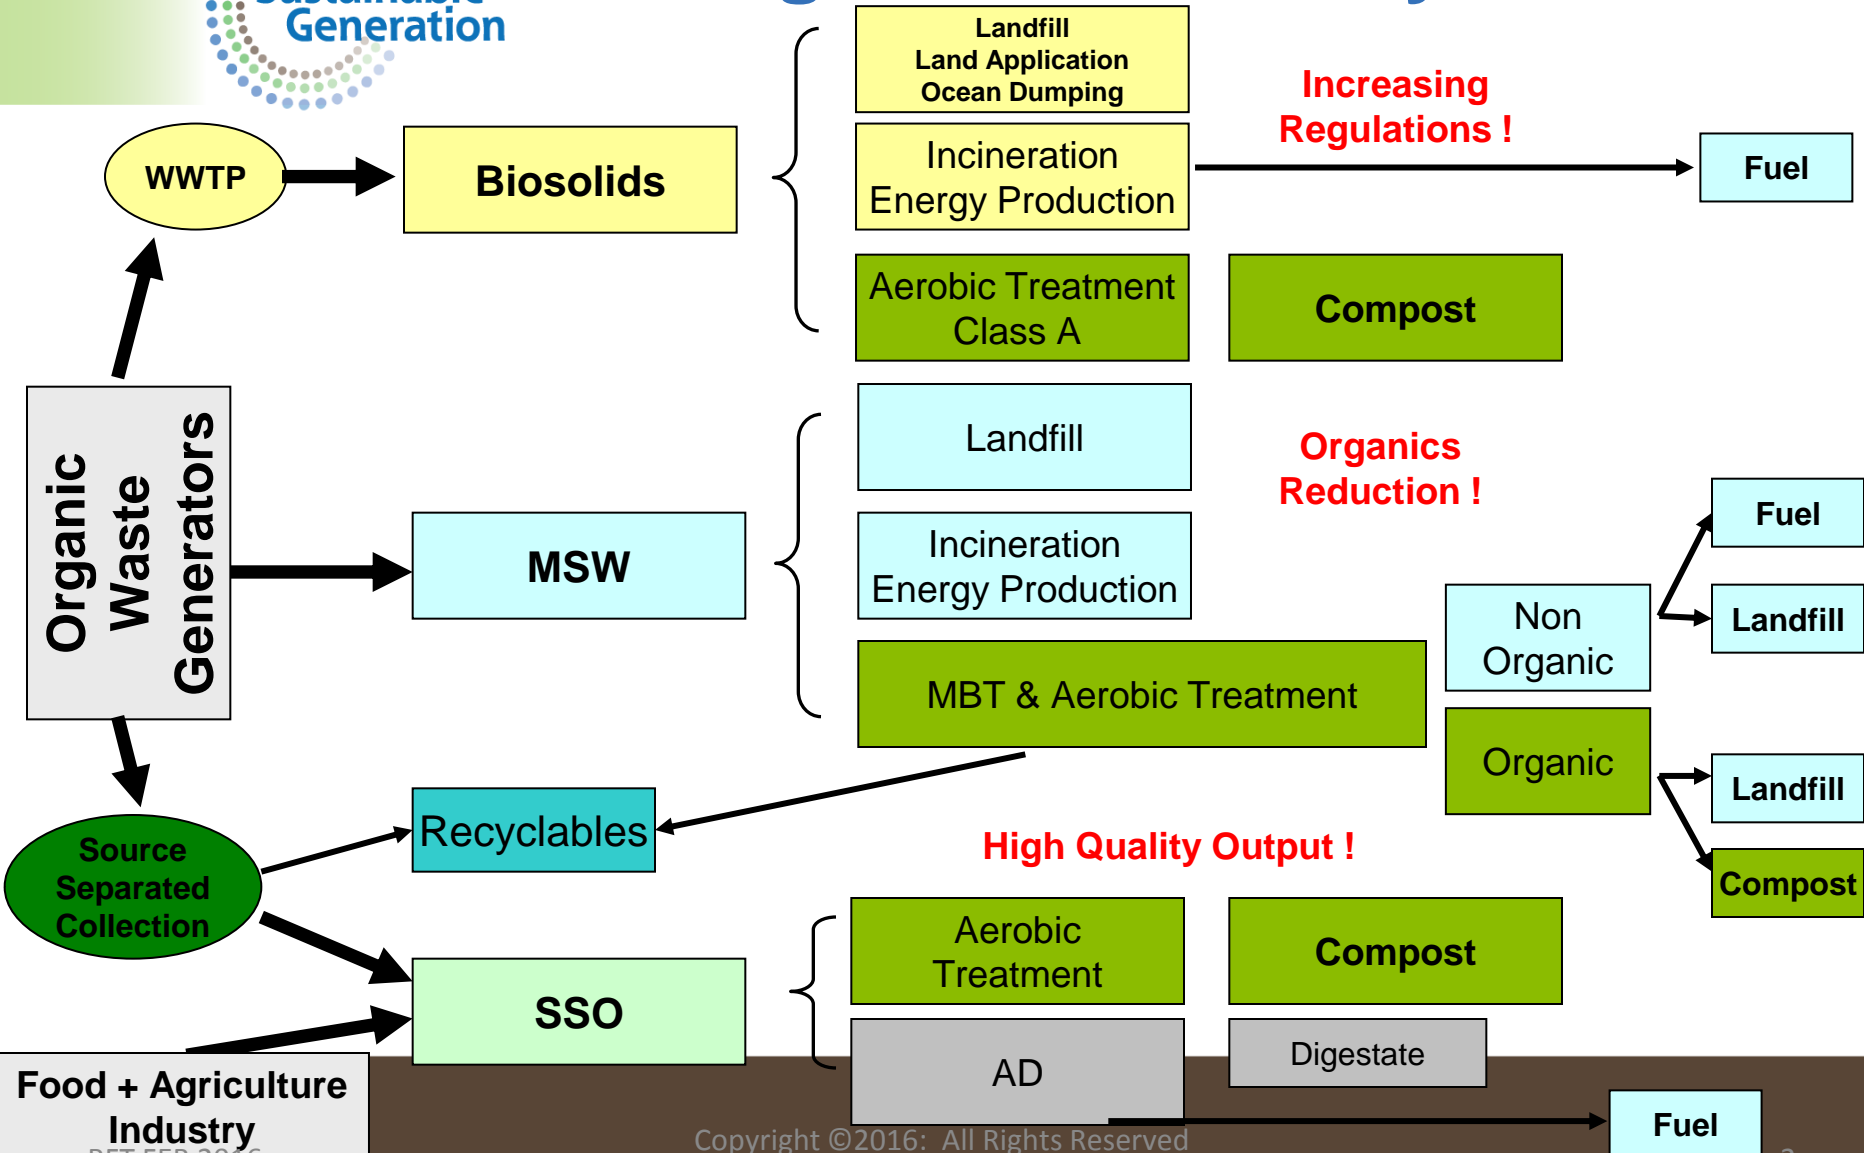 Generation
Landfill
Land Application
Ocean Dumping
Increasing
Regulations !
WWTP
Biosolids
Incineration
Energy Production
Fuel
Aerobic Treatment
Class A
Compost
Organic
Waste
Generators
Landfill
Organics
Reduction !
MSW
Incineration
Energy Production
Fuel
Non
Organic
Landfill
MBT & Aerobic Treatment
Organic
Landfill
Compost
Recyclables
High Quality Output !
Source
Separated
Collection
Aerobic
Treatment
Compost
SSO
AD
Digestate
Food + Agriculture
Industry
Fuel
Copyright ©2016: All Rights Reserved